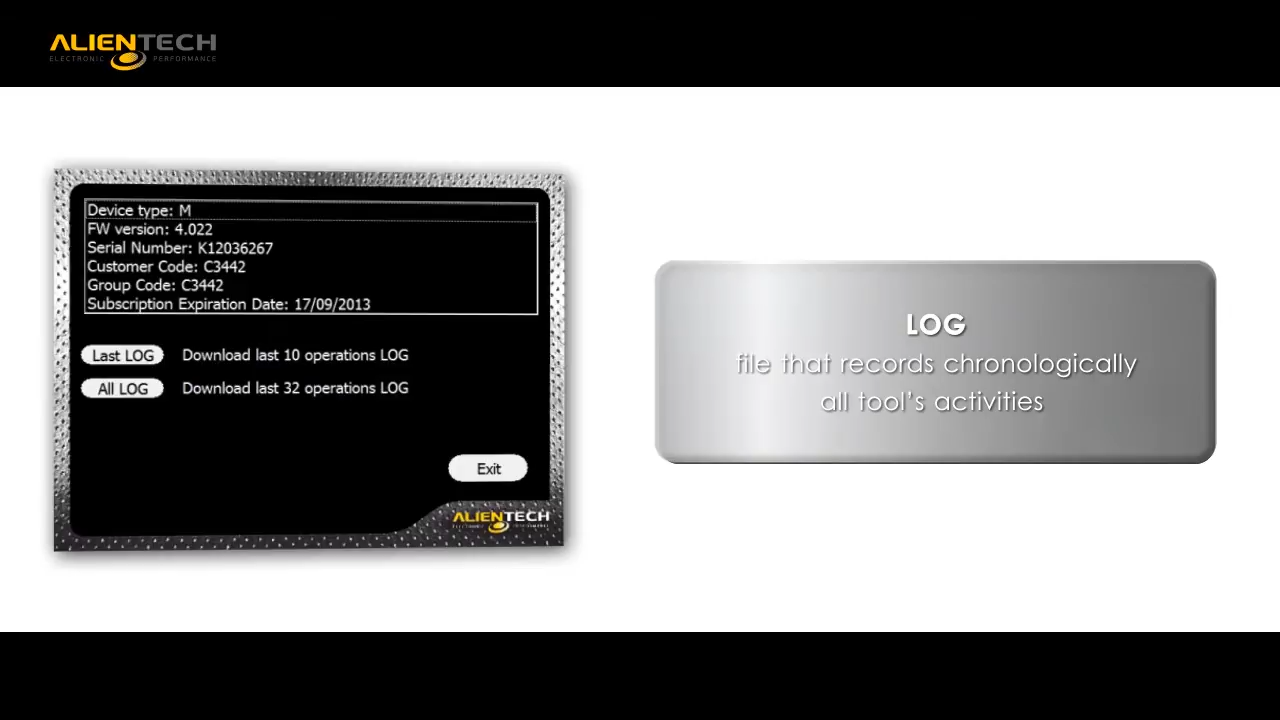 ALIENTECH
ELECTRONIC PERFORMANCE
Device type: M
FW version: 4.022
Serial Number: K12036267
Customer Code: C3442
Group Code: C3442
Subscription Expiration Date: 17/09/2013
Last LOG Download last 10 operations LOG
All LOG Download last 32 operations LOG
Exit
ALIENTECH
ELECTRONIC PERFORMANCE
LOG
file that records chronologically
all tool's activities